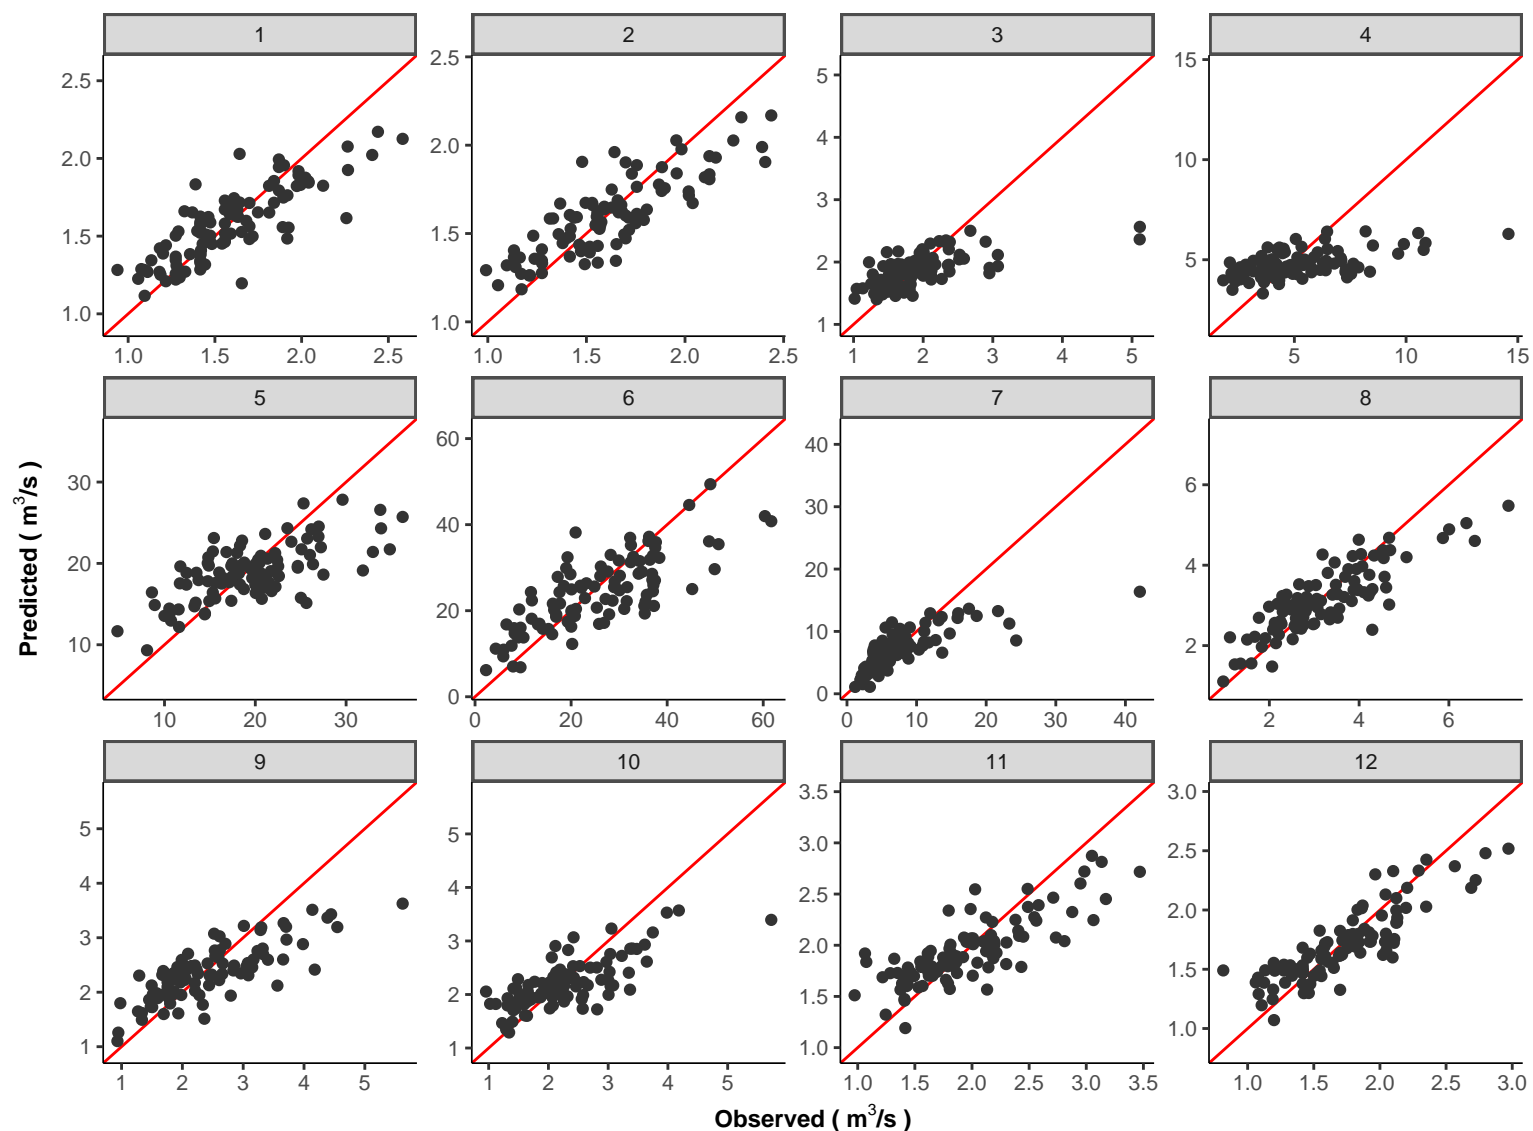 1 2 3 4
2.5 2.0 1.5 1.0
2.5 2.0 1.5 1.0
5 4 3 2 1
15 10 5
1.0 1.5 2.0 2.5
1.0 1.5 2.0 2.5
1 2 3 4 5
5 10 15
5 6 7 8
30 20 10
60 40 20 0
40 30 20 10 0
6 4 2
10 20 30
0 20 40 60
0 10 20 30 40
2 4 6
9 10 11 12
5 4 3 2 1
5 4 3 2 1
3.5 3.0 2.5 2.0 1.5 1.0
3.0 2.5 2.0 1.5 1.0
1 2 3 4 5
1 2 3 4 5
1.0 1.5 2.0 2.5 3.0 3.5
1.0 1.5 2.0 2.5 3.0
Predicted ( m³/s )
Observed ( m³/s )